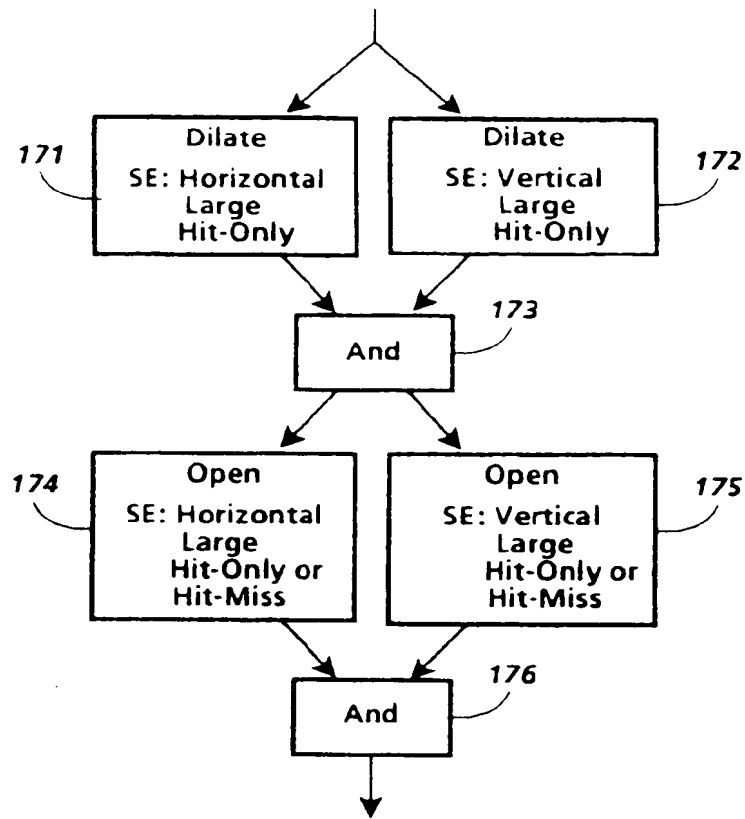 Dilate
SE: Horizontal
Large
Hit-Only
171
Dilate
SE: Vertical
Large
Hit-Only
172
And
173
Open
SE: Horizontal
Large
Hit-Only or
Hit-Miss
174
Open
SE: Vertical
Large
Hit-Only or
Hit-Miss
175
And
176